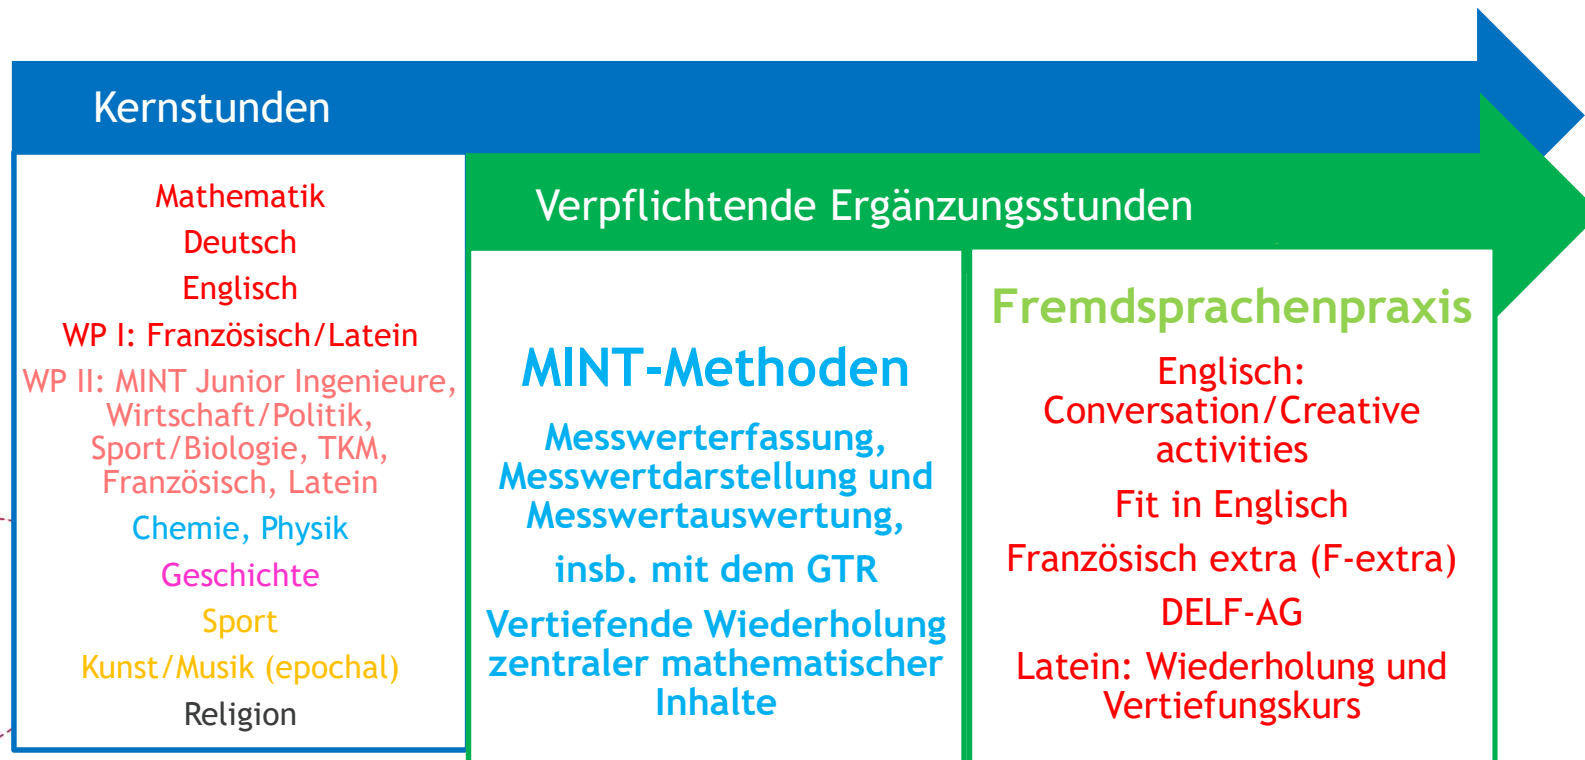 Kernstunden
Mathematik
Deutsch
Englisch
WP I: Französisch/Latein
WP II: MINT Junior Ingenieure,
Wirtschaft/Politik,
Sport/Biologie, TKM,
Französisch, Latein
Chemie, Physik
Geschichte
Sport
Kunst/Musik (epochal)
Religion
Verpflichtende Ergänzungsstunden
MINT-Methoden
Messwerterfassung,
Messwertdarstellung und
Messwertauswertung,
insb. mit dem GTR
Vertiefende Wiederholung
zentraler mathematischer
Inhalte
Fremdsprachenpraxis
Englisch:
Conversation/Creative
activities
Fit in Englisch
Französisch extra (F-extra)
DELF-AG
Latein: Wiederholung und
Vertiefungskurs